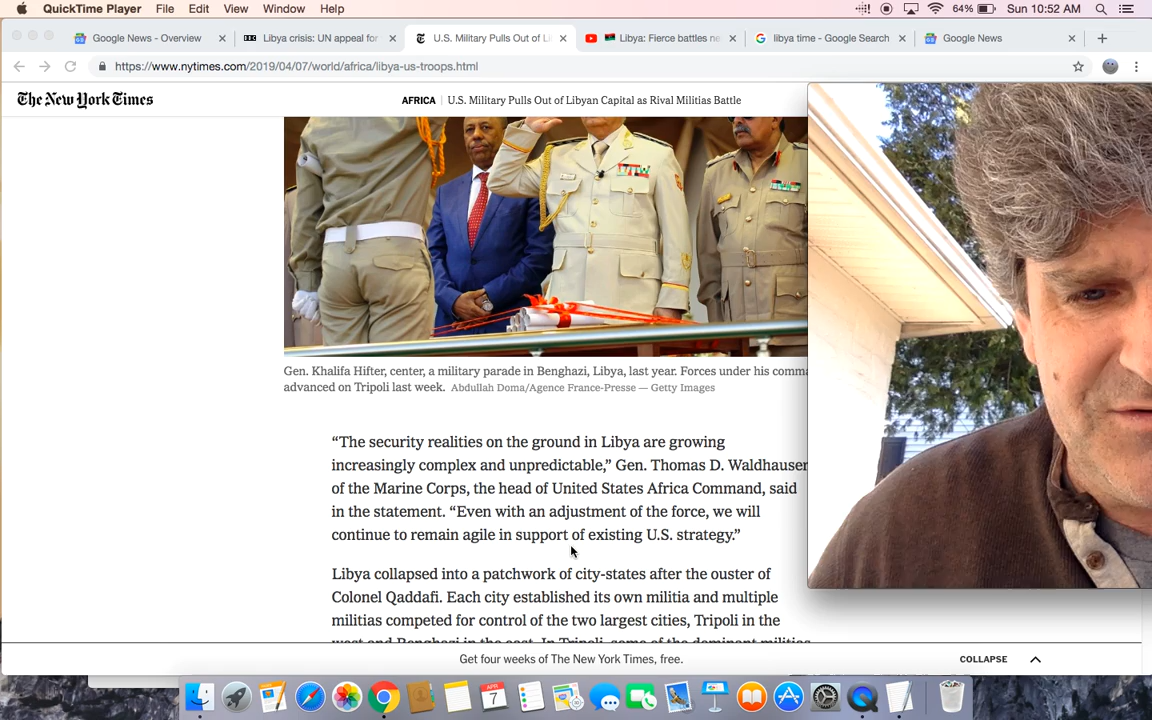 QuickTime Player File Edit View Window Help 64% Sun 10:52 AM
Google News - Overview Libya crisis: UN appeal for U.S. Military Pulls Out of Li Libya: Fierce battles ne libya time - Google Search Google News
https://www.nytimes.com/2019/04/07/world/africa/libya-us-troops.html
The New York Times AFRICA U.S. Military Pulls Out of Libyan Capital as Rival Militias Battle
Gen. Khalifa Hifter, center, a military parade in Benghazi, Libya, last year. Forces under his comma
advanced on Tripoli last week. Abdullah Doma/Agence France-Presse — Getty Images
“The security realities on the ground in Libya are growing
increasingly complex and unpredictable,” Gen. Thomas D. Waldhauser
of the Marine Corps, the head of United States Africa Command, said
in the statement. “Even with an adjustment of the force, we will
continue to remain agile in support of existing U.S. strategy.”
Libya collapsed into a patchwork of city-states after the ouster of
Colonel Qaddafi. Each city established its own militia and multiple
militias competed for control of the two largest cities, Tripoli in the
west and Benghazi in the east. In Tripoli, some of the dominant militias
Get four weeks of The New York Times, free. COLLAPSE
APR
7